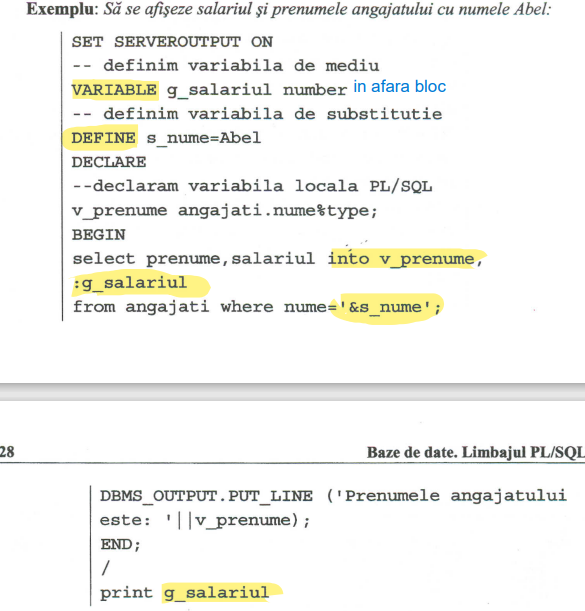 Exemplu: Să se afişeze salariul şi prenumele angajatului cu numele Abel:
SET SERVEROUTPUT ON
-- definim variabila de mediu
VARIABLE g_salariul number in afara bloc
-- definim variabila de substitutie
DEFINE s_nume=Abel
DECLARE
--declaram variabila locala PL/SQL
v_prenume angajati.nume%type;
BEGIN
select prenume,salariul into v_prenume,
:g_salariul
from angajati where nume='&s_nume';
28 Baze de date. Limbajul PL/SQL
DBMS_OUTPUT.PUT_LINE ('Prenumele angajatului
este: '||v_prenume);
END;
/
print g_salariul